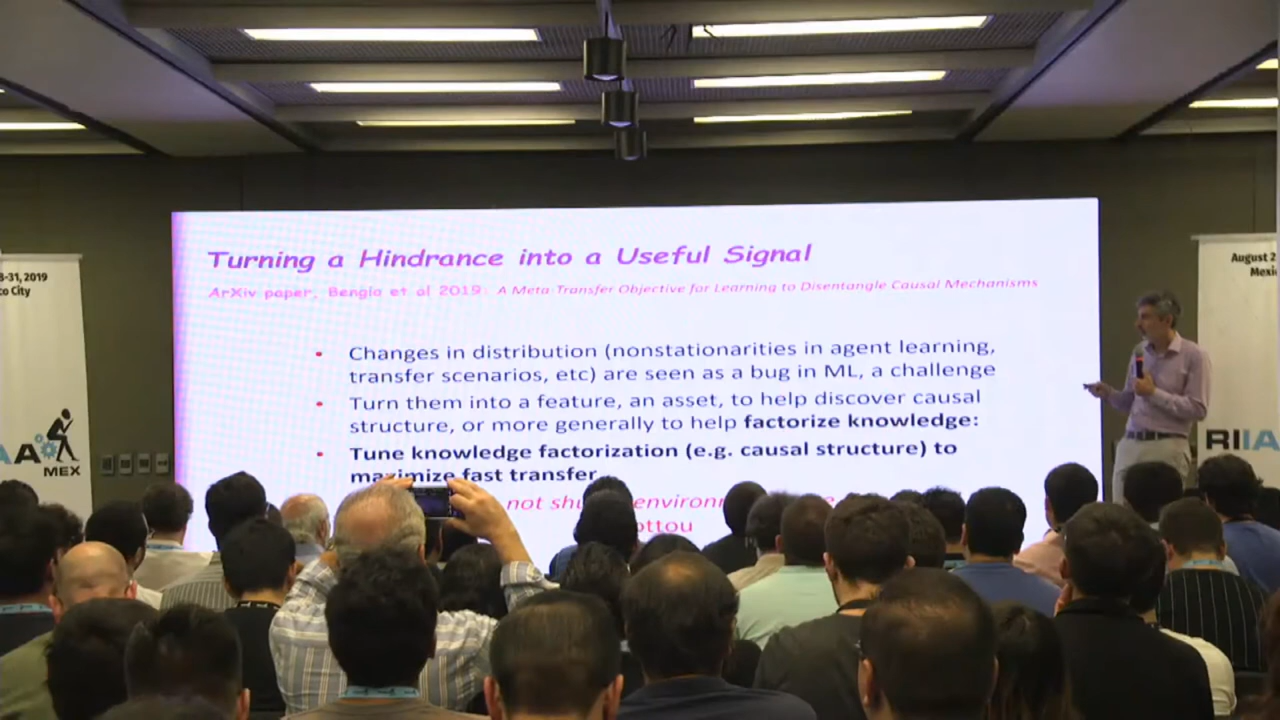 Turning a Hindrance into a Useful Signal
ArXiv paper, Bengio et al 2019: A Meta-Transfer Objective for Learning to Disentangle Causal Mechanisms
• Changes in distribution (nonstationarities in agent learning,
transfer scenarios, etc) are seen as a bug in ML, a challenge
• Turn them into a feature, an asset, to help discover causal
structure, or more generally to help factorize knowledge:
• Tune knowledge factorization (e.g. causal structure) to
maximize fast transfer
not environ
ottou
8-31, 2019
co City
AA
MEX
August 2
Mexi
RIIA